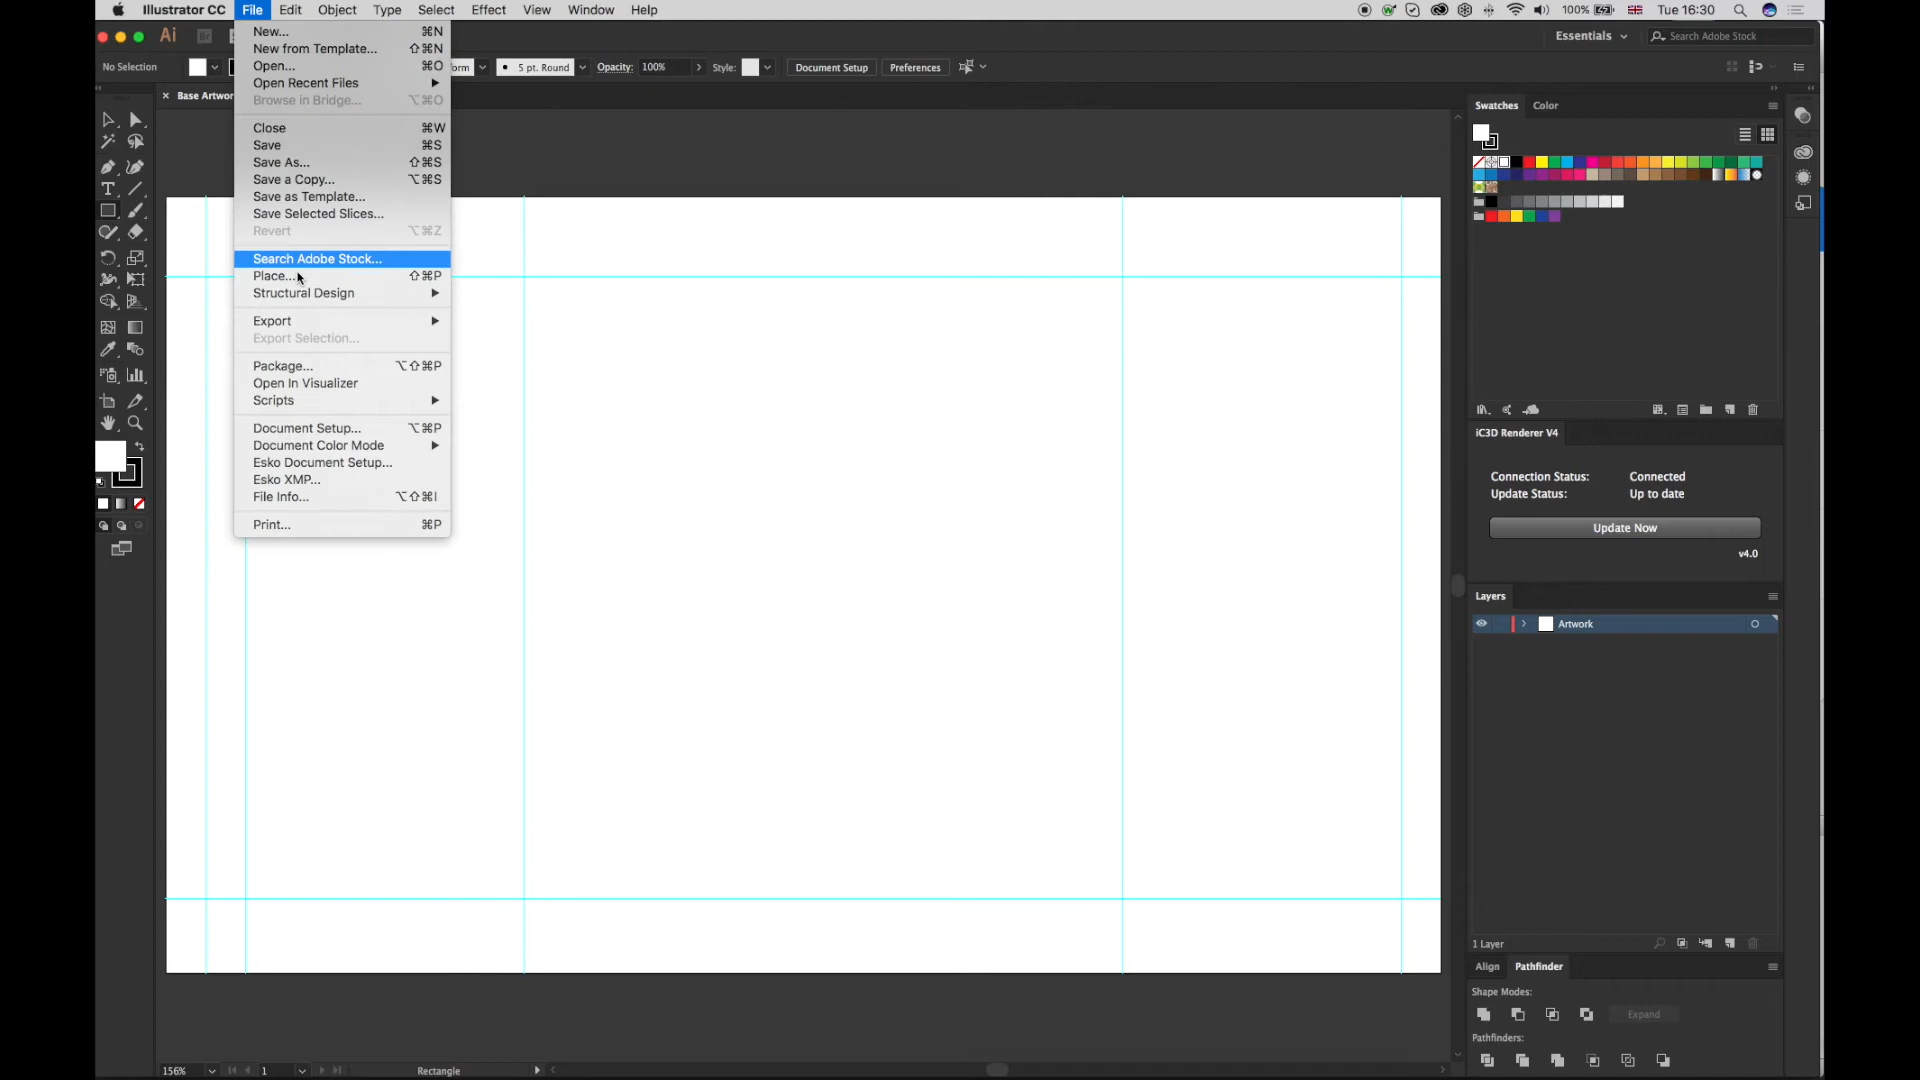 Illustrator CC File Edit Object Type Select Effect View Window Help 100% Tue 16:30
Ai Br Essentials Search Adobe Stock
No Selection 5 pt. Round Opacity: 100% Style: Document Setup Preferences
× Base Artwor
New... ⌘N
New from Template... ⇧⌘N
Open... ⌘O
Open Recent Files
Browse in Bridge... ⌥⌘O
Close ⌘W
Save ⌘S
Save As... ⇧⌘S
Save a Copy... ⌥⌘S
Save as Template...
Save Selected Slices...
Revert ⌥⌘Z
Search Adobe Stock...
Place... ⇧⌘P
Structural Design
Export
Export Selection...
Package... ⌥⇧⌘P
Open In Visualizer
Scripts
Document Setup... ⌥⌘P
Document Color Mode
Esko Document Setup...
Esko XMP...
File Info... ⌥⇧⌘I
Print... ⌘P
Swatches Color
iC3D Renderer V4
Connection Status: Connected
Update Status: Up to date
Update Now
v4.0
Layers
Artwork
1 Layer
Align Pathfinder
Shape Modes:
Expand
Pathfinders:
156% 1 Rectangle